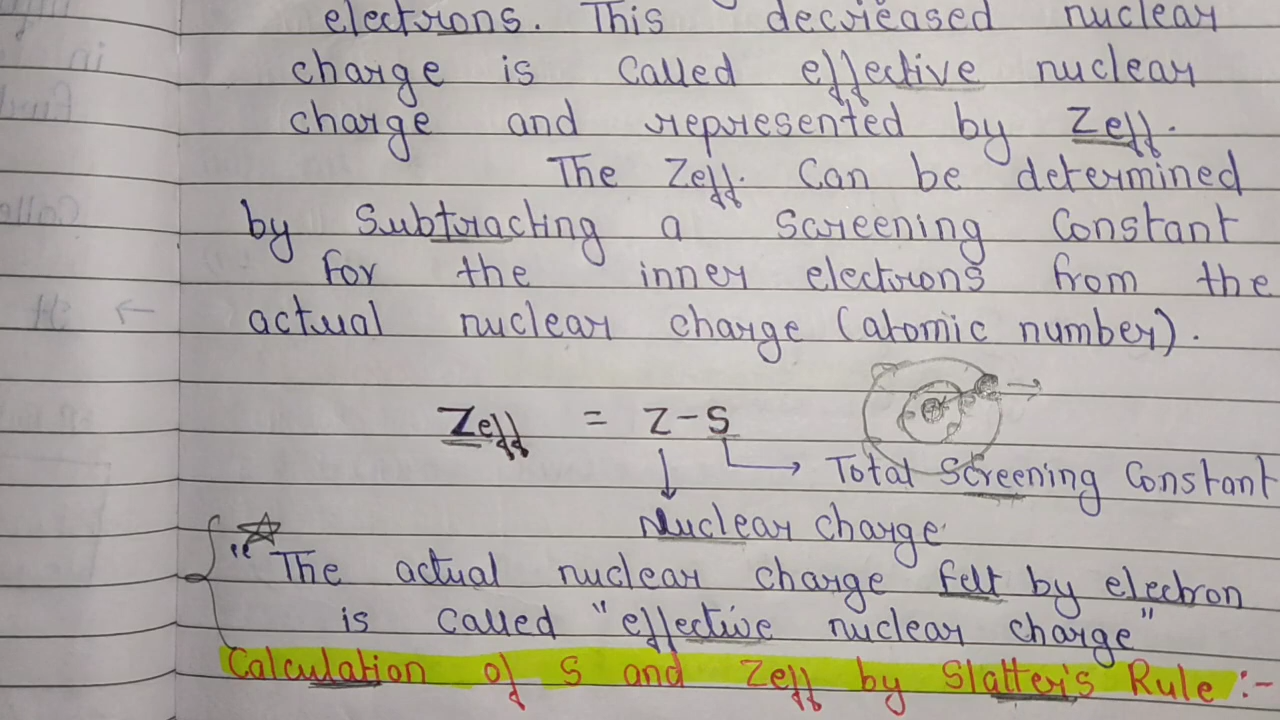 electrons. This decreased nuclear
charge is called effective nuclear
charge and represented by Zeff.
The Zeff. Can be determined
by Subtracting a Screening Constant
for the inner electrons from the
actual nuclear charge (atomic number).
Zeff = Z-S
→ Total Screening Constant
Nuclear charge
"The actual nuclear charge felt by electron
is called "effective nuclear charge"
Calculation of S and Zeff by Slatter's Rule :-